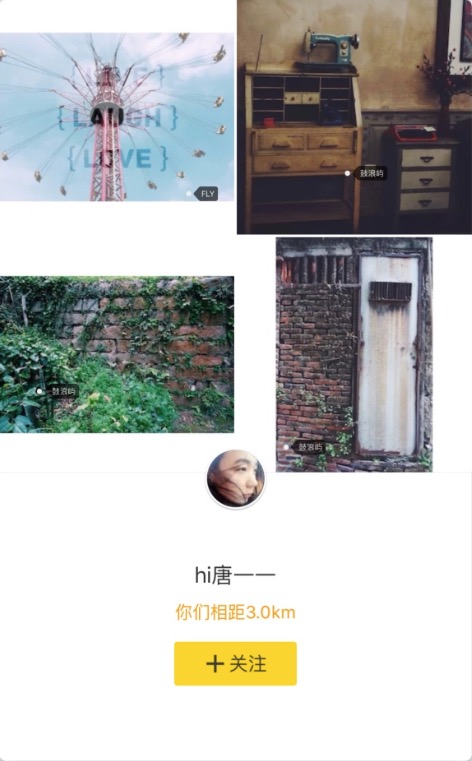 { LIVE }
{ LAUGH }
{ LOVE }
FLY
鼓浪屿
鼓浪屿
鼓浪屿
hi唐一一
你们相距3.0km
+关注